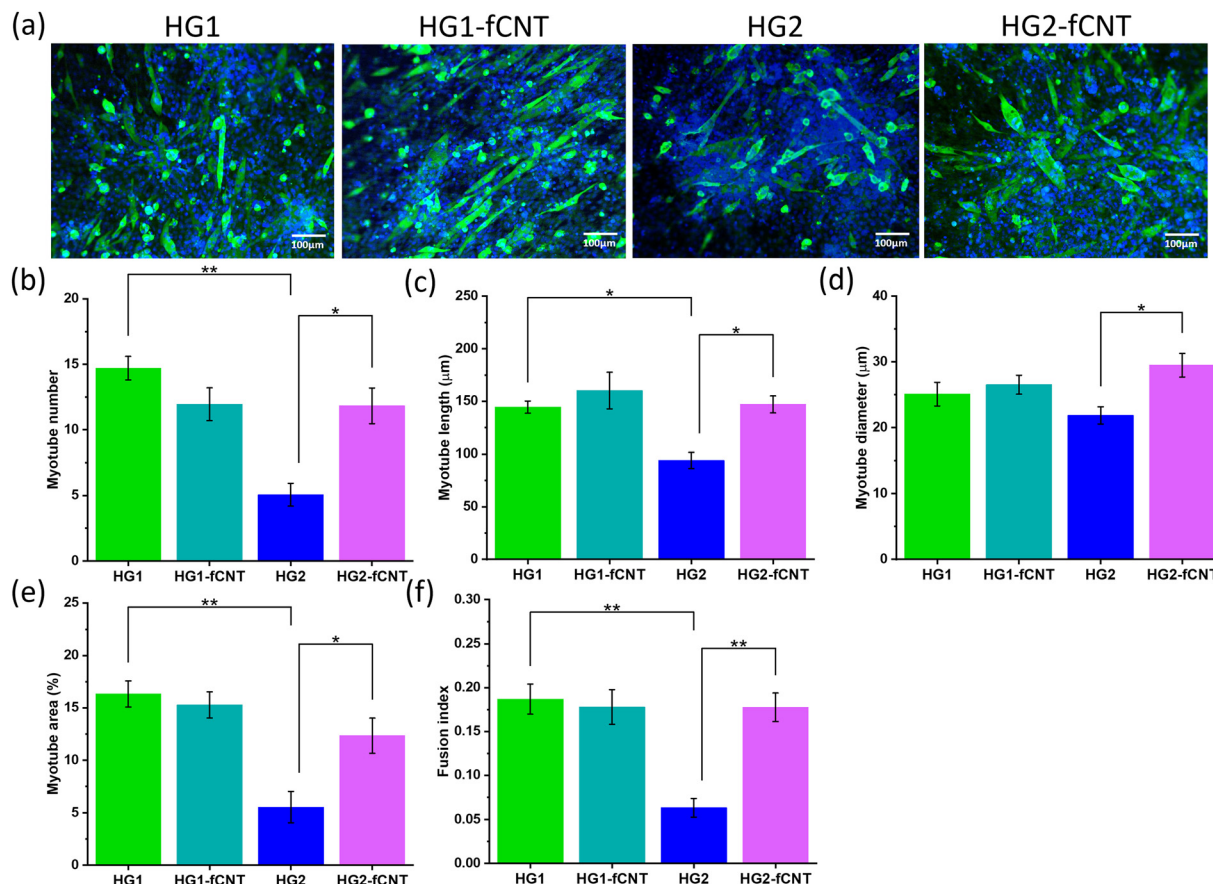 (a)
HG1
HG1-fCNT
HG2
HG2-fCNT
100μm
100μm
100μm
100μm
(b)
Myotube number
20
15
10
5
0
**
*
HG1
HG1-fCNT
HG2
HG2-fCNT
(c)
Myotube length (μm)
250
200
150
100
50
0
*
*
HG1
HG1-fCNT
HG2
HG2-fCNT
(d)
Myotube diameter (μm)
40
30
20
10
0
*
HG1
HG1-fCNT
HG2
HG2-fCNT
(e)
Myotube area (%)
25
20
15
10
5
0
**
*
HG1
HG1-fCNT
HG2
HG2-fCNT
(f)
Fusion index
0.30
0.25
0.20
0.15
0.10
0.05
0.00
**
**
HG1
HG1-fCNT
HG2
HG2-fCNT